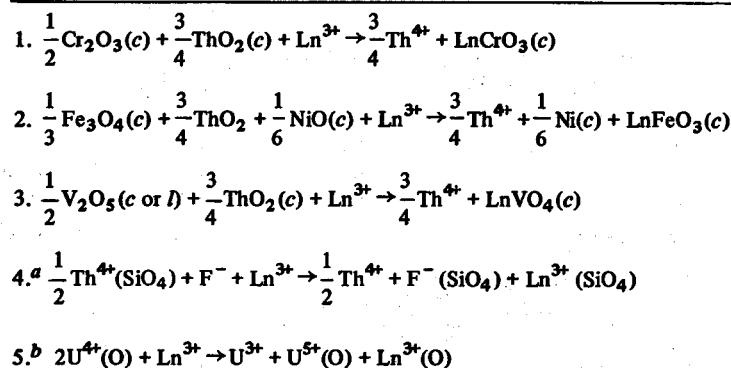 1. 1/2 Cr₂O₃(c) + 3/4 ThO₂(c) + Ln³⁺ → 3/4 Th⁴⁺ + LnCrO₃(c)
2. 1/3 Fe₃O₄(c) + 3/4 ThO₂ + 1/6 NiO(c) + Ln³⁺ → 3/4 Th⁴⁺ + 1/6 Ni(c) + LnFeO₃(c)
3. 1/2 V₂O₅(c or l) + 3/4 ThO₂(c) + Ln³⁺ → 3/4 Th⁴⁺ + LnVO₄(c)
4.ᵃ 1/2 Th⁴⁺(SiO₄) + F⁻ + Ln³⁺ → 1/2 Th⁴⁺ + F⁻ (SiO₄) + Ln³⁺ (SiO₄)
5.ᵇ 2U⁴⁺(O) + Ln³⁺ → U³⁺ + U⁵⁺(O) + Ln³⁺(O)